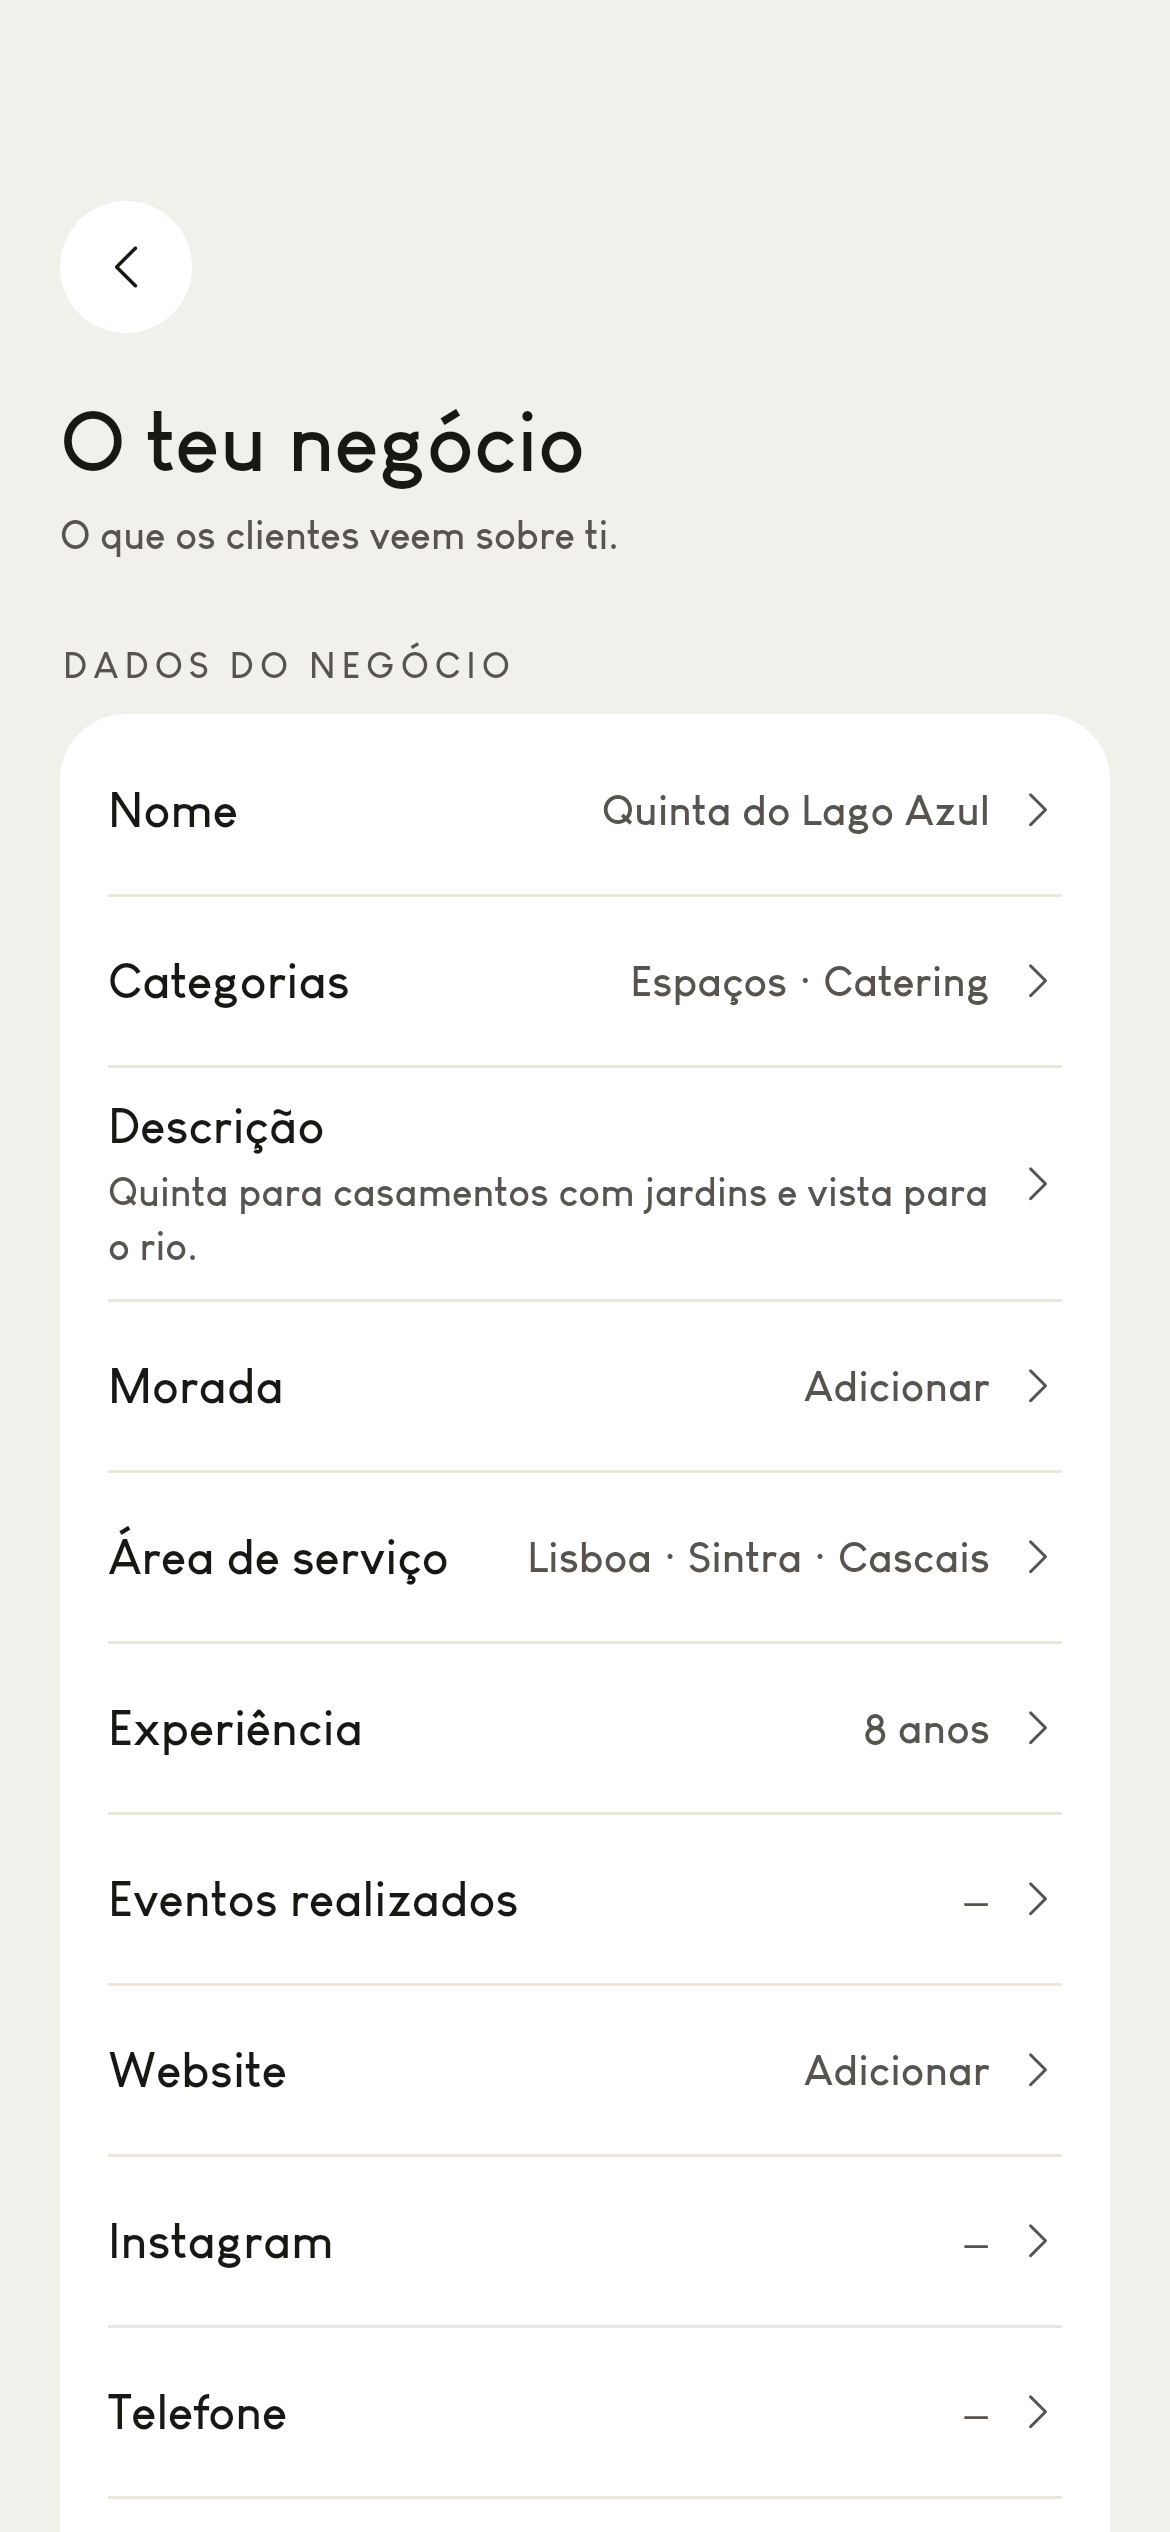 O teu negócio
O que os clientes veem sobre ti.
DADOS DO NEGÓCIO
Nome Quinta do Lago Azul
Categorias Espaços · Catering
Descrição
Quinta para casamentos com jardins e vista para
o rio.
Morada Adicionar
Área de serviço Lisboa · Sintra · Cascais
Experiência 8 anos
Eventos realizados –
Website Adicionar
Instagram –
Telefone –